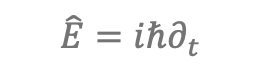 Ê = iħ∂ₜ